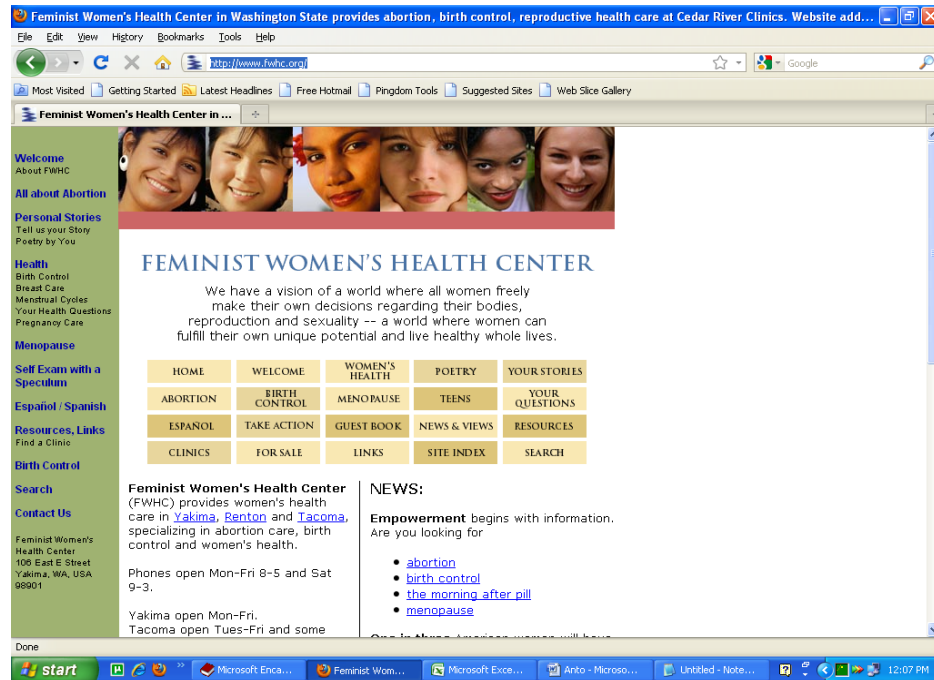 Feminist Women's Health Center in Washington State provides abortion, birth control, reproductive health care at Cedar River Clinics. Website add...
File Edit View History Bookmarks Tools Help
http://www.fwhc.org/
Google
Most Visited Getting Started Latest Headlines Free Hotmail Pingdom Tools Suggested Sites Web Slice Gallery
Feminist Women's Health Center in ...
Welcome
About FWHC
All about Abortion
Personal Stories
Tell us your Story
Poetry by You
Health
Birth Control
Breast Care
Menstrual Cycles
Your Health Questions
Pregnancy Care
Menopause
Self Exam with a
Speculum
Español / Spanish
Resources, Links
Find a Clinic
Birth Control
Search
Contact Us
Feminist Women's
Health Center
106 East E Street
Yakima, WA, USA
98901
FEMINIST WOMEN'S HEALTH CENTER
We have a vision of a world where all women freely
make their own decisions regarding their bodies,
reproduction and sexuality -- a world where women can
fulfill their own unique potential and live healthy whole lives.
HOME WELCOME WOMEN'S HEALTH POETRY YOUR STORIES
ABORTION BIRTH CONTROL MENOPAUSE TEENS YOUR QUESTIONS
ESPAÑOL TAKE ACTION GUEST BOOK NEWS & VIEWS RESOURCES
CLINICS FOR SALE LINKS SITE INDEX SEARCH
Feminist Women's Health Center
(FWHC) provides women's health
care in Yakima, Renton and Tacoma,
specializing in abortion care, birth
control and women's health.
Phones open Mon-Fri 8-5 and Sat
9-3.
Yakima open Mon-Fri.
Tacoma open Tues-Fri and some
NEWS:
Empowerment begins with information.
Are you looking for
abortion
birth control
the morning after pill
menopause
One in three American women will have
Done
start Microsoft Enca... Feminist Wom... Microsoft Exce... Anto - Microso... Untitled - Note... 12:07 PM